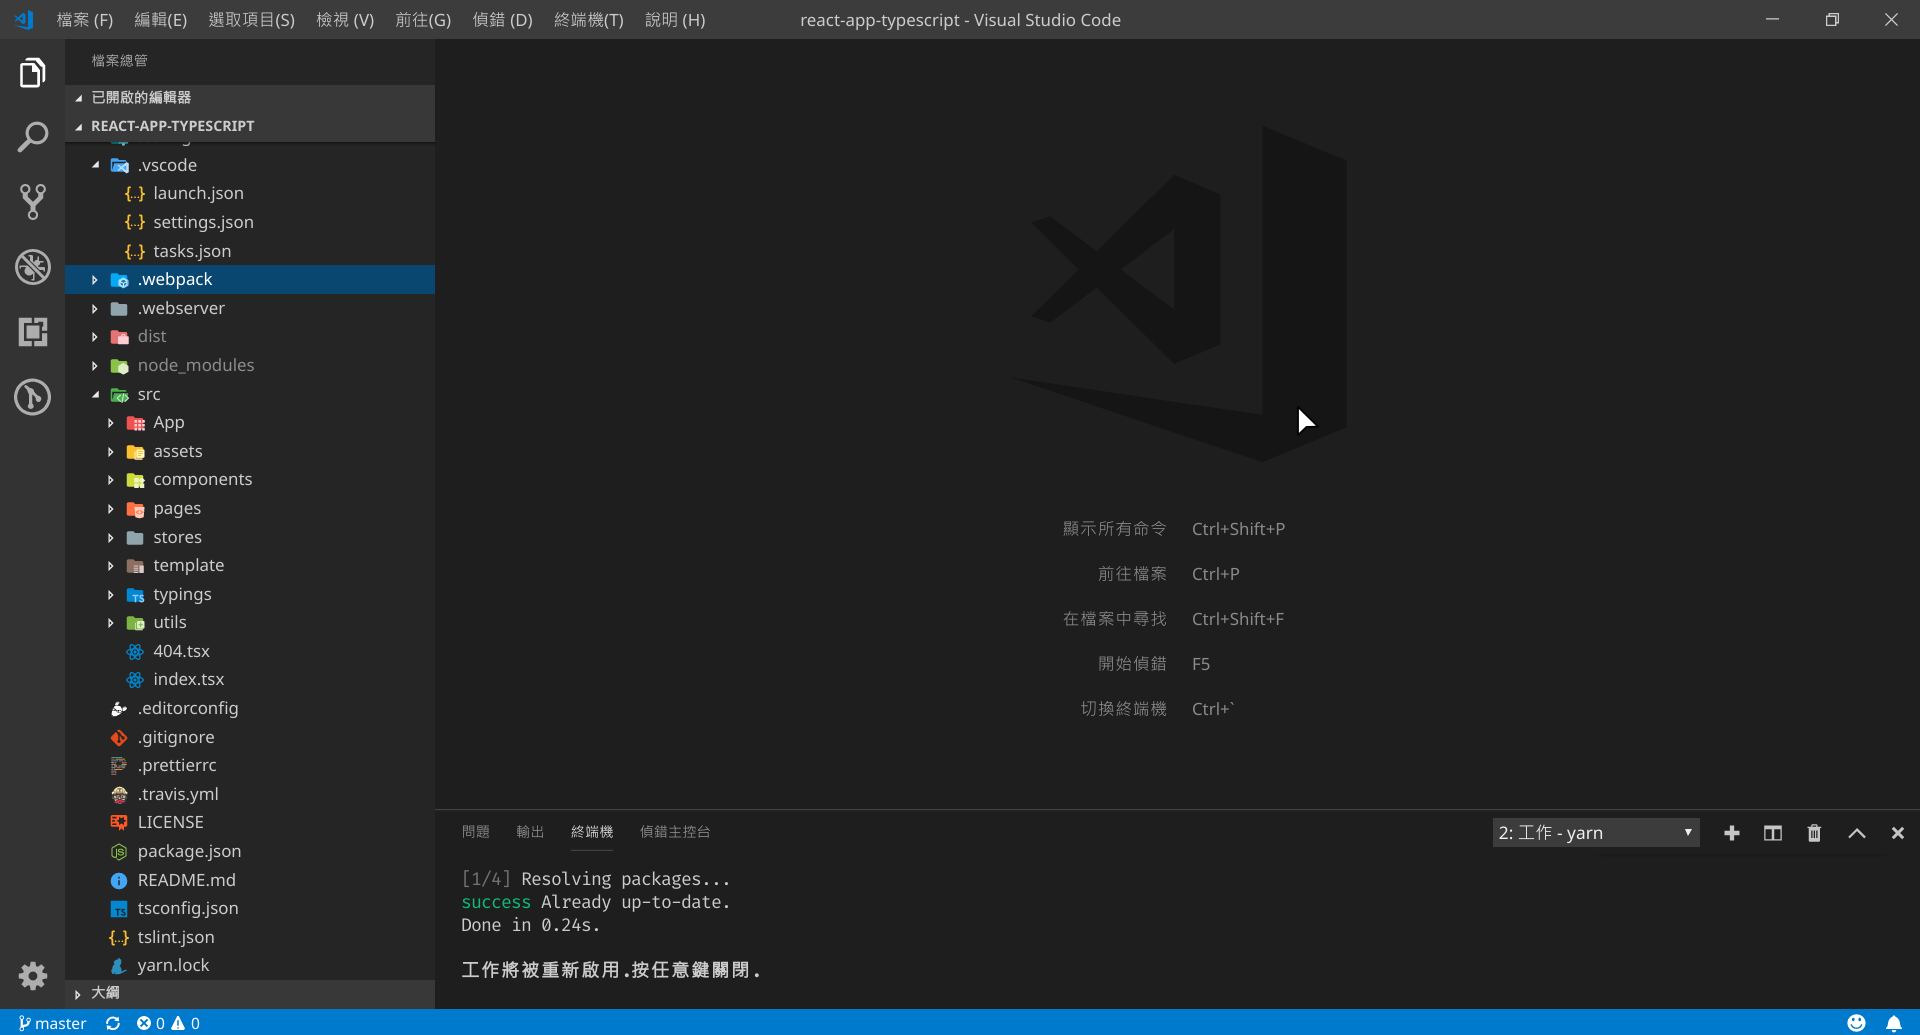 檔案 (F) 編輯(E) 選取項目(S) 檢視 (V) 前往(G) 偵錯 (D) 終端機(T) 說明 (H) react-app-typescript - Visual Studio Code
檔案總管
已開啟的編輯器
REACT-APP-TYPESCRIPT
.vscode
{..} launch.json
{..} settings.json
{..} tasks.json
.webpack
.webserver
dist
node_modules
src
App
assets
components
pages
stores
template
TS typings
utils
404.tsx
index.tsx
.editorconfig
.gitignore
.prettierrc
.travis.yml
LICENSE
package.json
README.md
TS tsconfig.json
{..} tslint.json
yarn.lock
大綱
顯示所有命令 Ctrl+Shift+P
前往檔案 Ctrl+P
在檔案中尋找 Ctrl+Shift+F
開始偵錯 F5
切換終端機 Ctrl+`
問題 輸出 終端機 偵錯主控台 2: 工作 - yarn
[1/4] Resolving packages...
success Already up-to-date.
Done in 0.24s.
工作將被重新啟用.按任意鍵關閉.
master 0 0